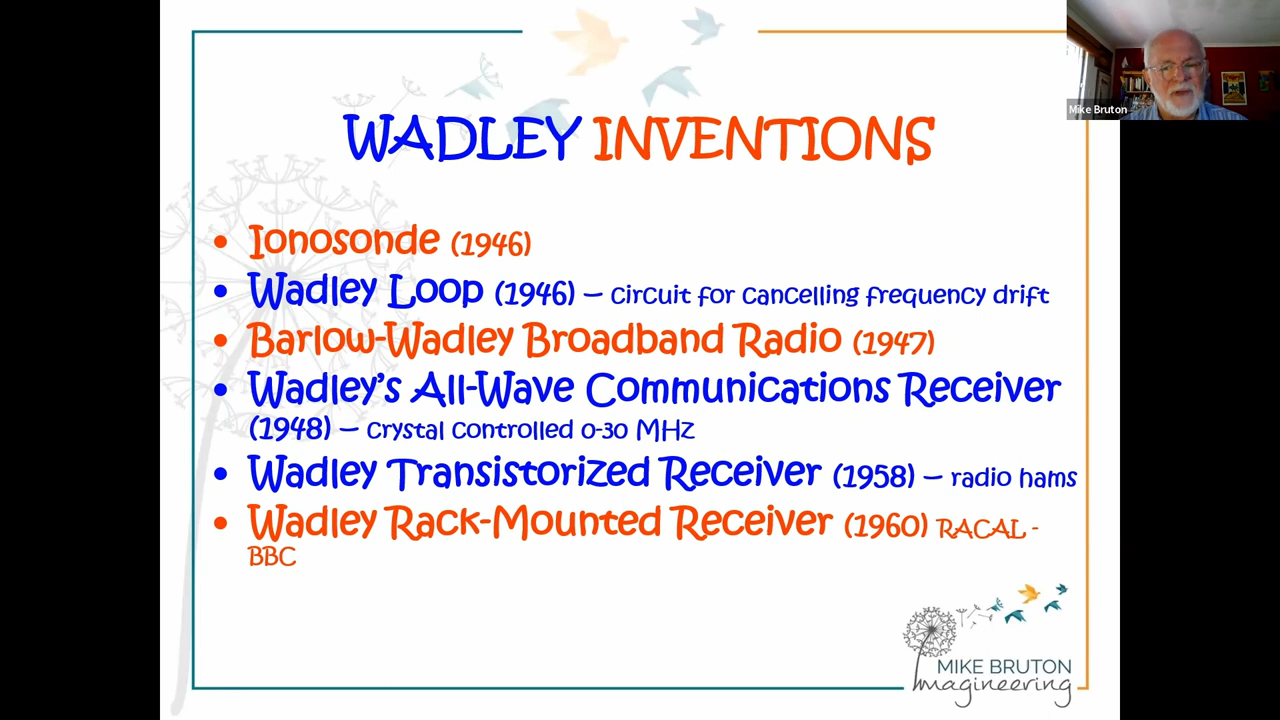 Mike Bruton
WADLEY INVENTIONS
• Ionosonde (1946)
• Wadley Loop (1946) – circuit for cancelling frequency drift
• Barlow-Wadley Broadband Radio (1947)
• Wadley's All-Wave Communications Receiver
(1948) – crystal controlled 0-30 MHz
• Wadley Transistorized Receiver (1958) – radio hams
• Wadley Rack-Mounted Receiver (1960) RACAL -
BBC
MIKE BRUTON
Imagineering